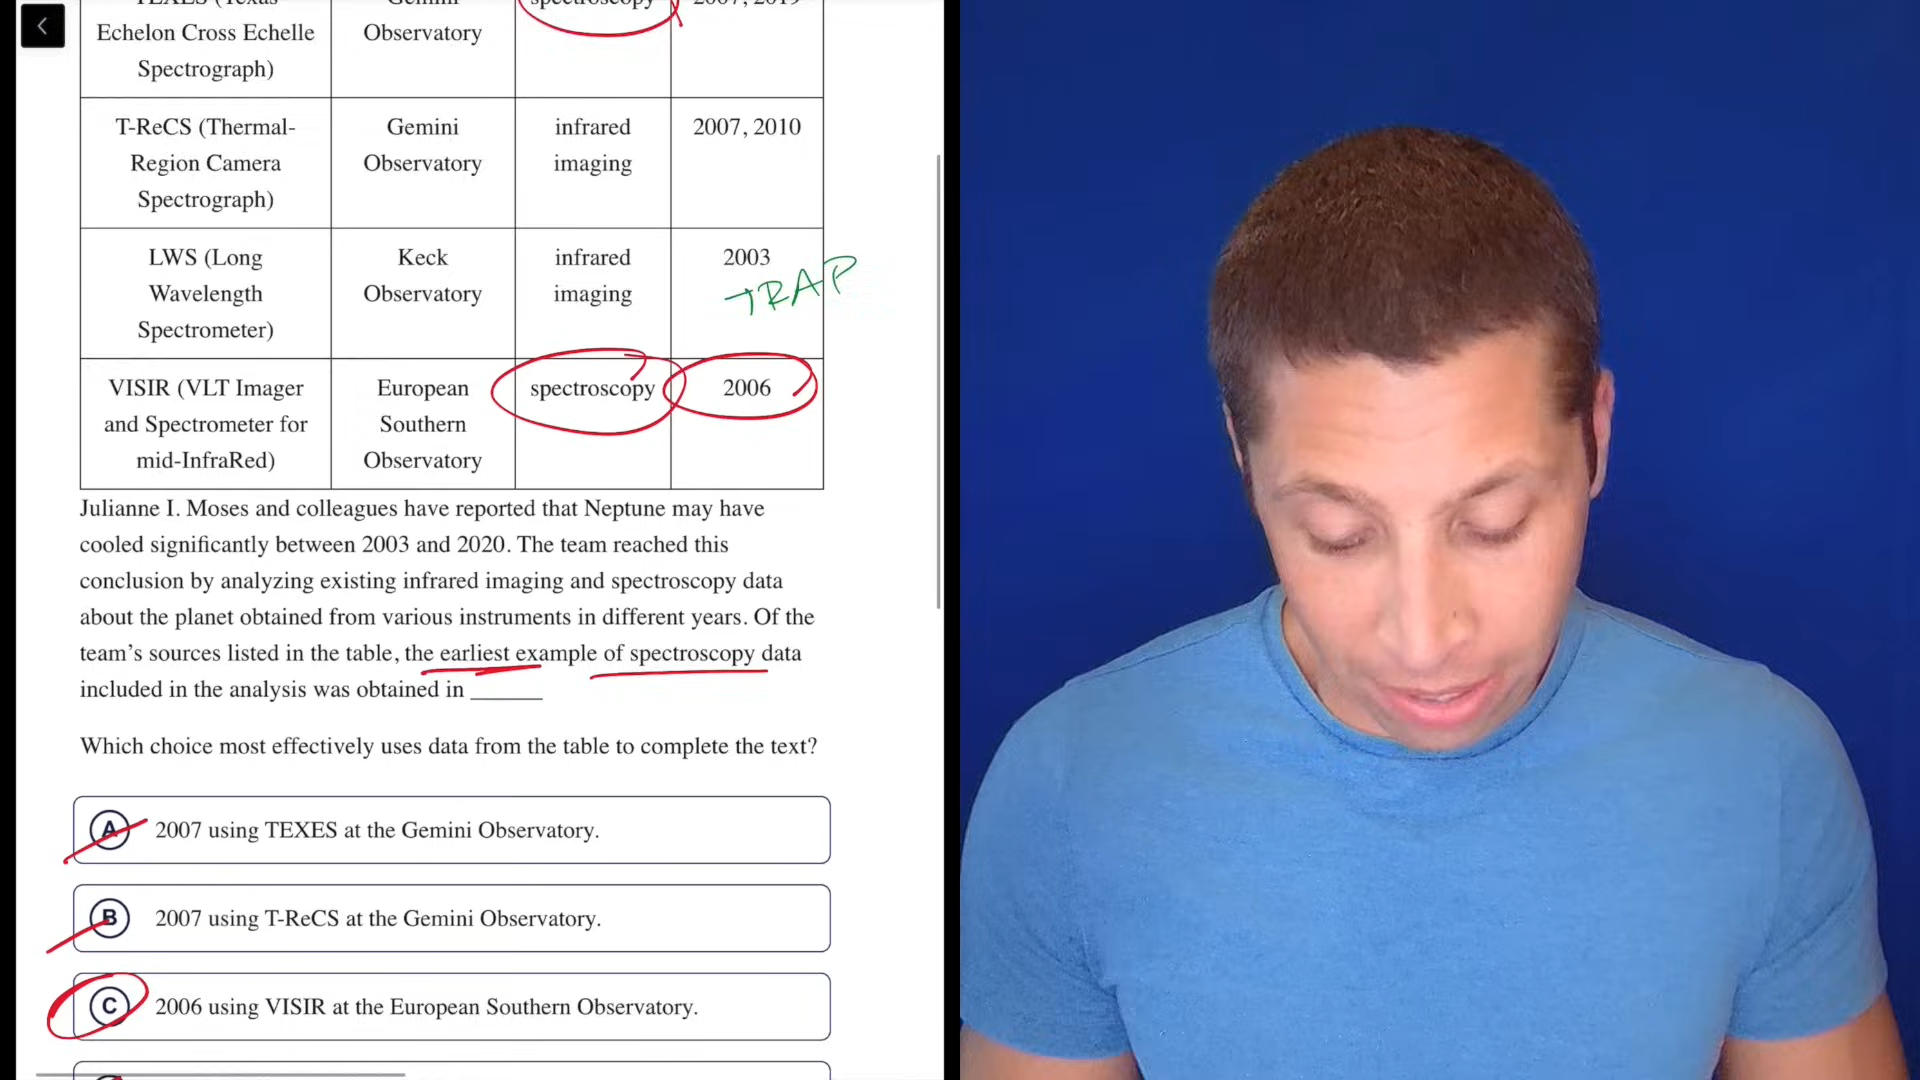 TEXES (Texas Gemini spectroscopy 2007, 2019
Echelon Cross Echelle Observatory
Spectrograph)
T-ReCS (Thermal- Gemini infrared 2007, 2010
Region Camera Observatory imaging
Spectrograph)
LWS (Long Keck infrared 2003
Wavelength Observatory imaging TRAP
Spectrometer)
VISIR (VLT Imager European spectroscopy 2006
and Spectrometer for Southern
mid-InfraRed) Observatory
Julianne I. Moses and colleagues have reported that Neptune may have
cooled significantly between 2003 and 2020. The team reached this
conclusion by analyzing existing infrared imaging and spectroscopy data
about the planet obtained from various instruments in different years. Of the
team’s sources listed in the table, the earliest example of spectroscopy data
included in the analysis was obtained in ______
Which choice most effectively uses data from the table to complete the text?
A 2007 using TEXES at the Gemini Observatory.
B 2007 using T-ReCS at the Gemini Observatory.
C 2006 using VISIR at the European Southern Observatory.